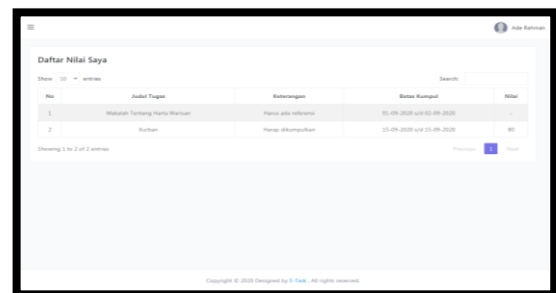 Ade Rahman
Daftar Nilai Saya
Show 10 entries
Search:
No Judul Tugas Keterangan Batas Kumpul Nilai
1 Makalah Tentang Harta Warisan Harus ada referensi 01-09-2020 s/d 02-09-2020 -
2 Kurban Harap dikumpulkan 15-09-2020 s/d 15-09-2020 80
Showing 1 to 2 of 2 entries
Previous 1 Next
Copyright © 2020 Designed by E-Task . All rights reserved.